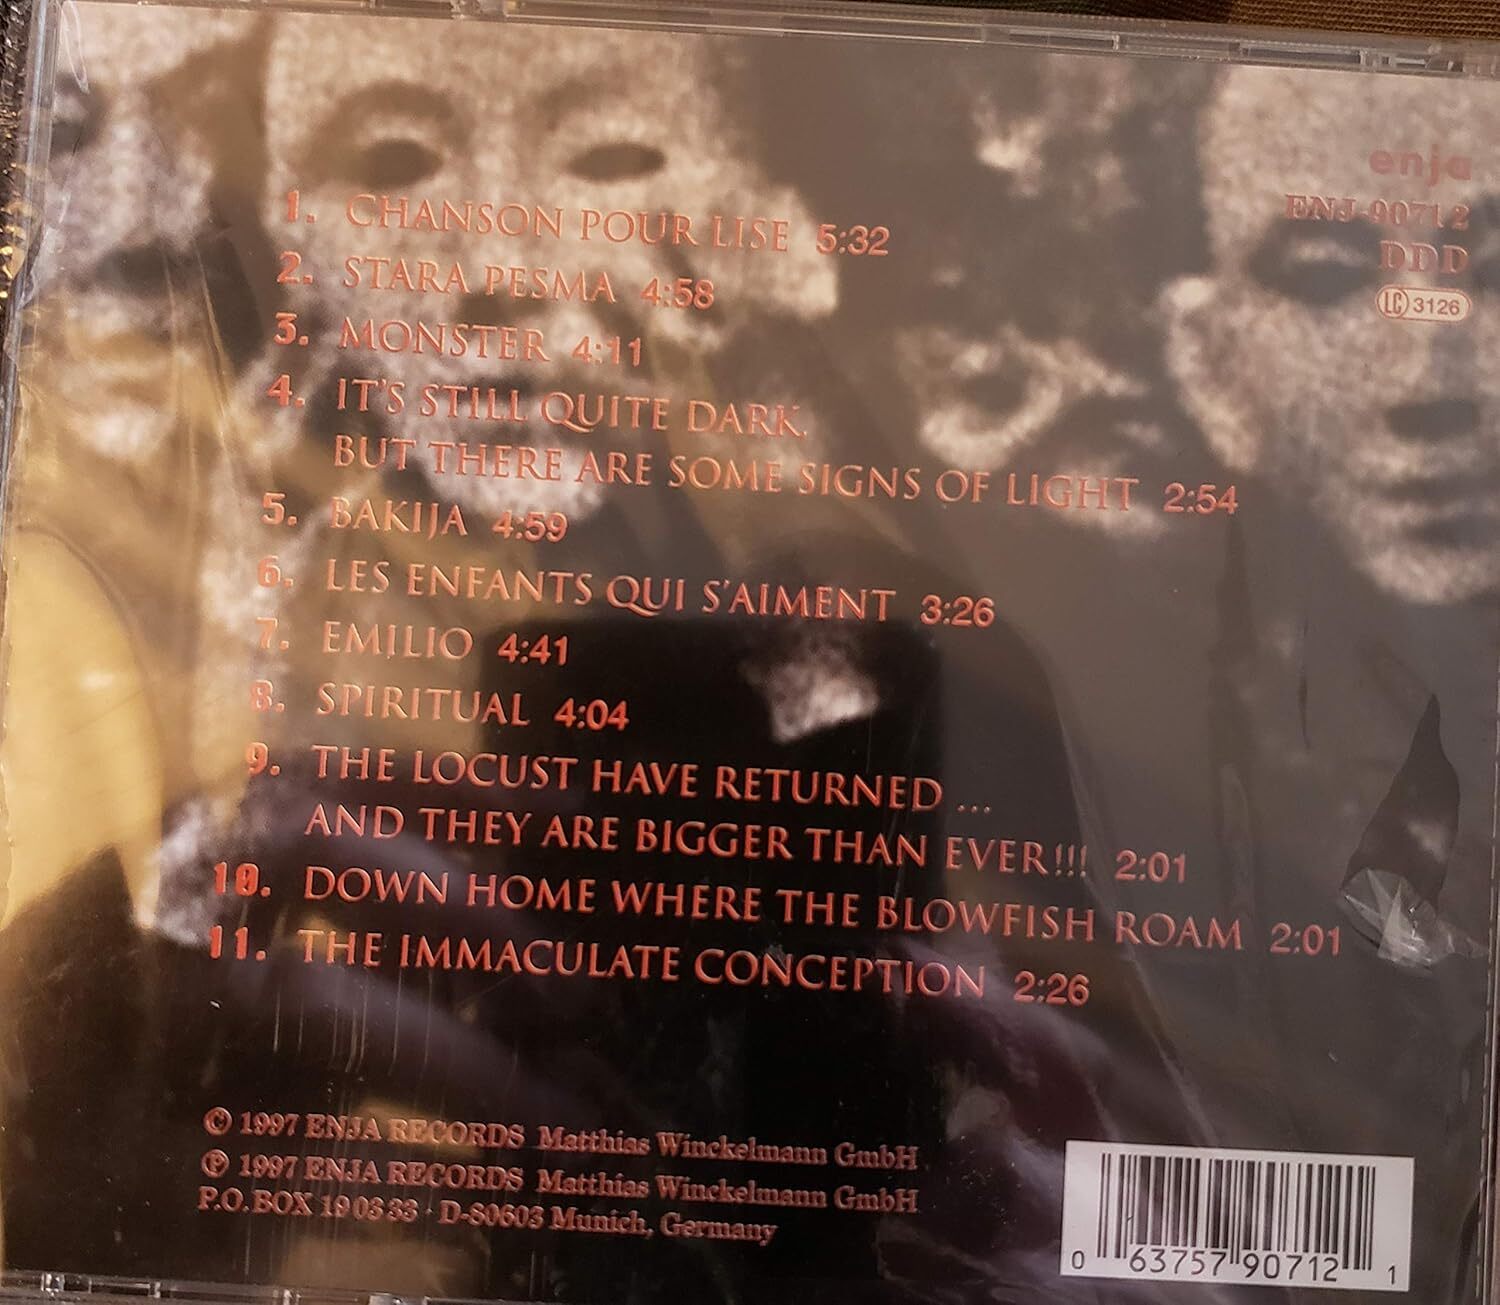 enja
ENJ-9071 2
DDD
LC 3126
1. CHANSON POUR LISE 5:32
2. STARA PESMA 4:58
3. MONSTER 4:11
4. IT'S STILL QUITE DARK,
BUT THERE ARE SOME SIGNS OF LIGHT 2:54
5. BAKIJA 4:59
6. LES ENFANTS QUI S'AIMENT 3:26
7. EMILIO 4:41
8. SPIRITUAL 4:04
9. THE LOCUST HAVE RETURNED ...
AND THEY ARE BIGGER THAN EVER!!! 2:01
10. DOWN HOME WHERE THE BLOWFISH ROAM 2:01
11. THE IMMACULATE CONCEPTION 2:26
© 1997 ENJA RECORDS Matthias Winckelmann GmbH
℗ 1997 ENJA RECORDS Matthias Winckelmann GmbH
P.O. BOX 19 03 33 · D-80603 Munich, Germany
0 63757 90712 1